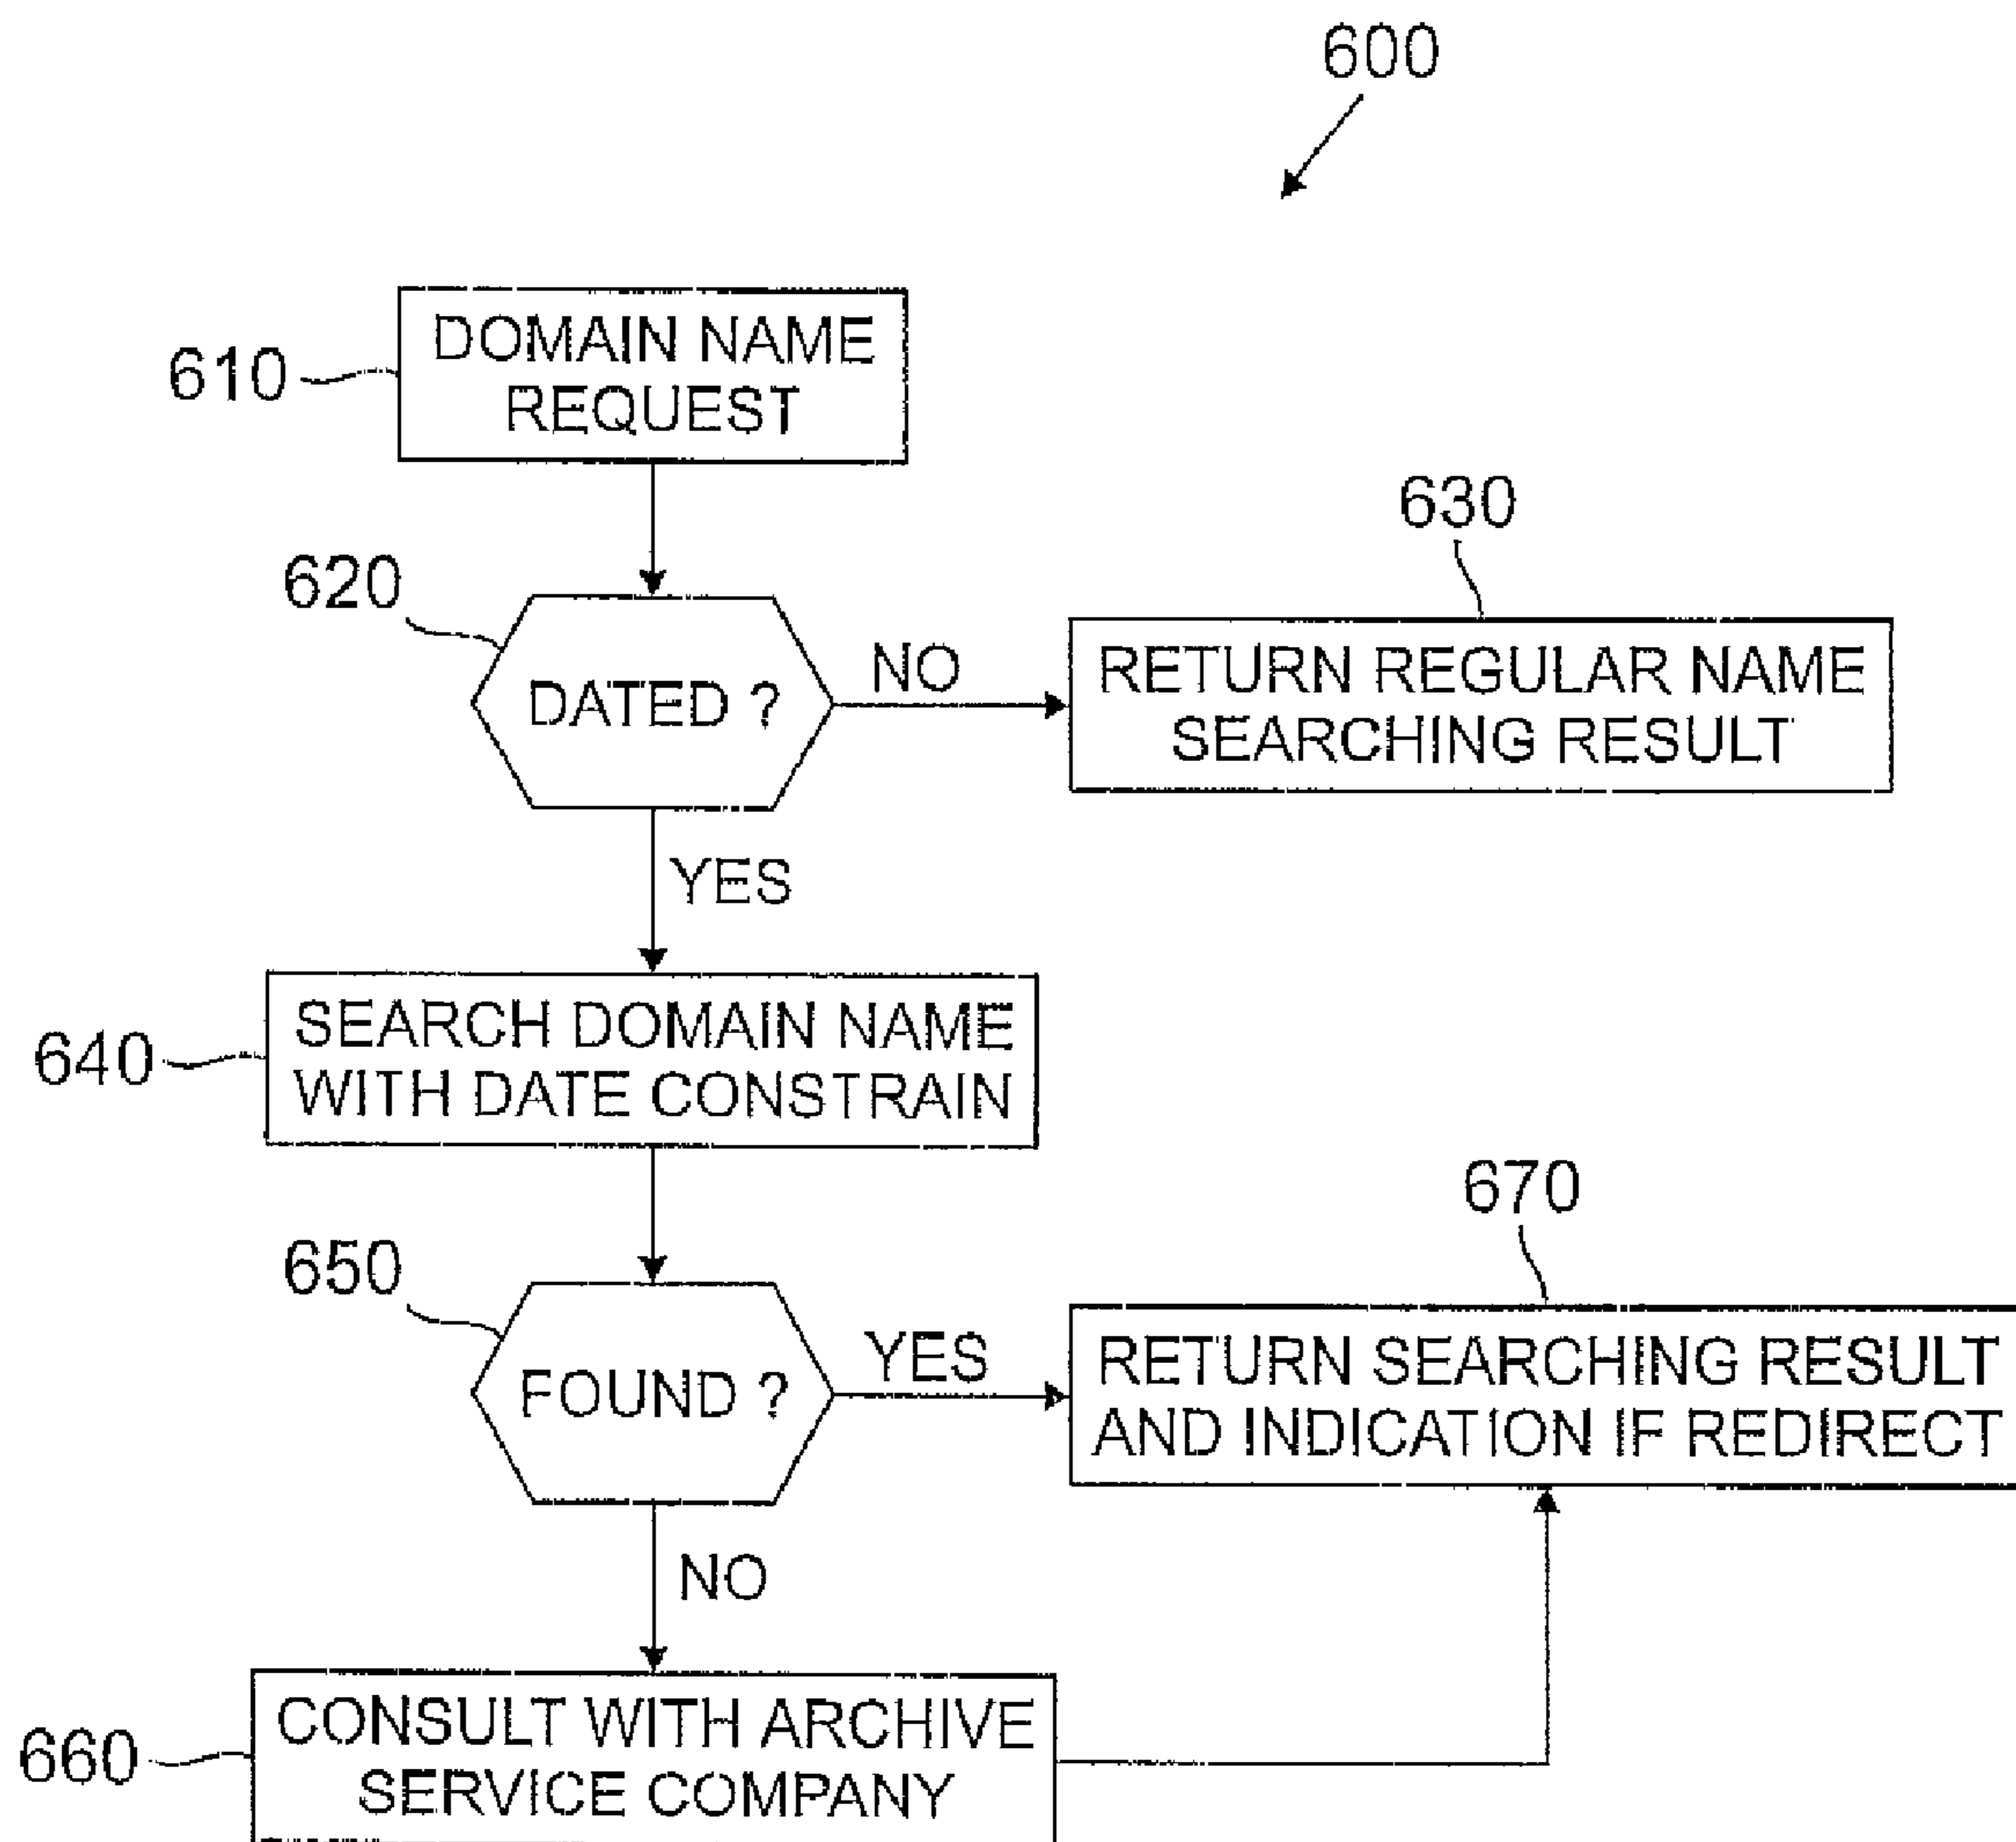 600
610
DOMAIN NAME
REQUEST
620
DATED ?
NO
630
RETURN REGULAR NAME
SEARCHING RESULT
YES
640
SEARCH DOMAIN NAME
WITH DATE CONSTRAIN
650
FOUND ?
YES
670
RETURN SEARCHING RESULT
AND INDICATION IF REDIRECT
NO
660
CONSULT WITH ARCHIVE
SERVICE COMPANY